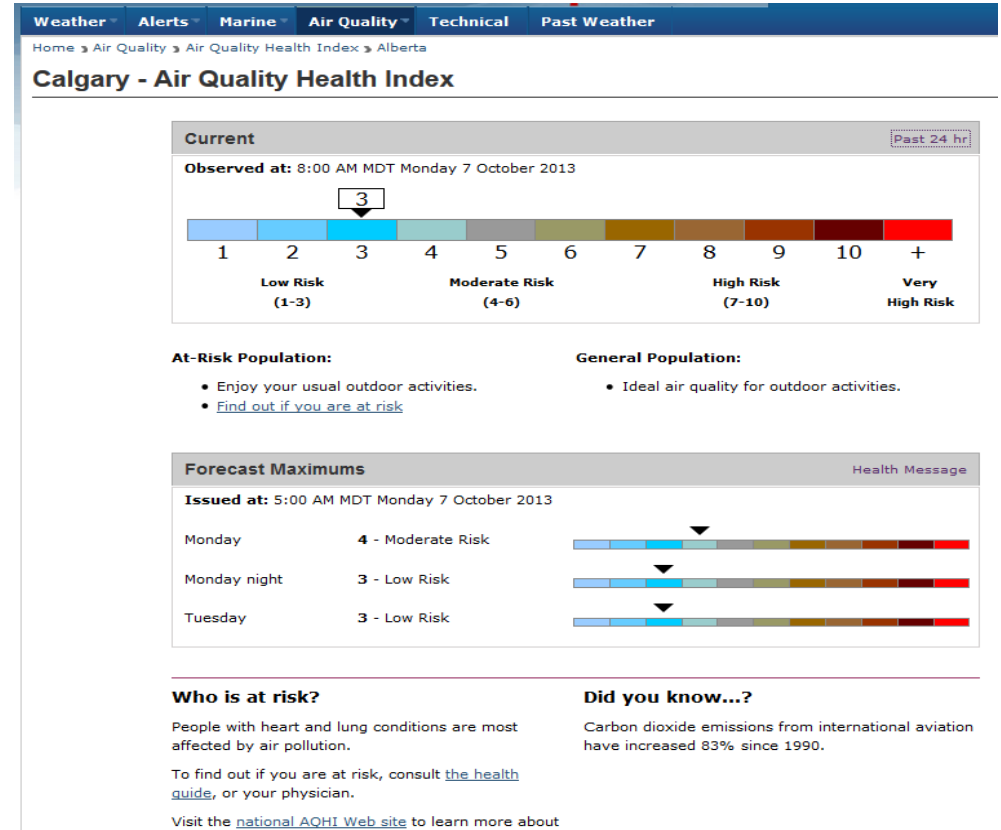 Weather Alerts Marine Air Quality Technical Past Weather
Home Air Quality Air Quality Health Index Alberta
Calgary - Air Quality Health Index
Current Past 24 hr
Observed at: 8:00 AM MDT Monday 7 October 2013
3
1 2 3 4 5 6 7 8 9 10 +
Low Risk Moderate Risk High Risk Very
(1-3) (4-6) (7-10) High Risk
At-Risk Population:
• Enjoy your usual outdoor activities.
• Find out if you are at risk
General Population:
• Ideal air quality for outdoor activities.
Forecast Maximums Health Message
Issued at: 5:00 AM MDT Monday 7 October 2013
Monday 4 - Moderate Risk
Monday night 3 - Low Risk
Tuesday 3 - Low Risk
Who is at risk?
People with heart and lung conditions are most
affected by air pollution.
To find out if you are at risk, consult the health
guide, or your physician.
Visit the national AQHI Web site to learn more about
Did you know...?
Carbon dioxide emissions from international aviation
have increased 83% since 1990.